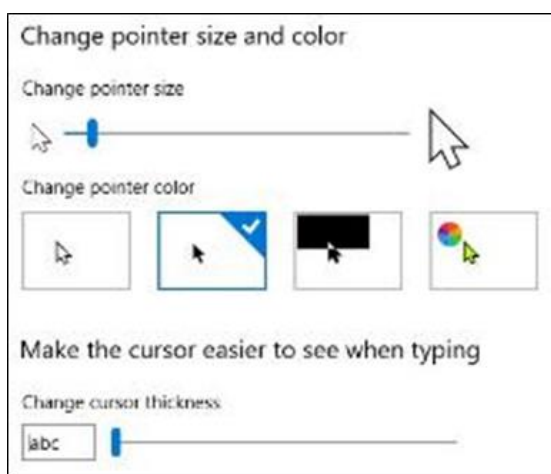 Change pointer size and color
Change pointer size
Change pointer color
Make the cursor easier to see when typing
Change cursor thickness
abc